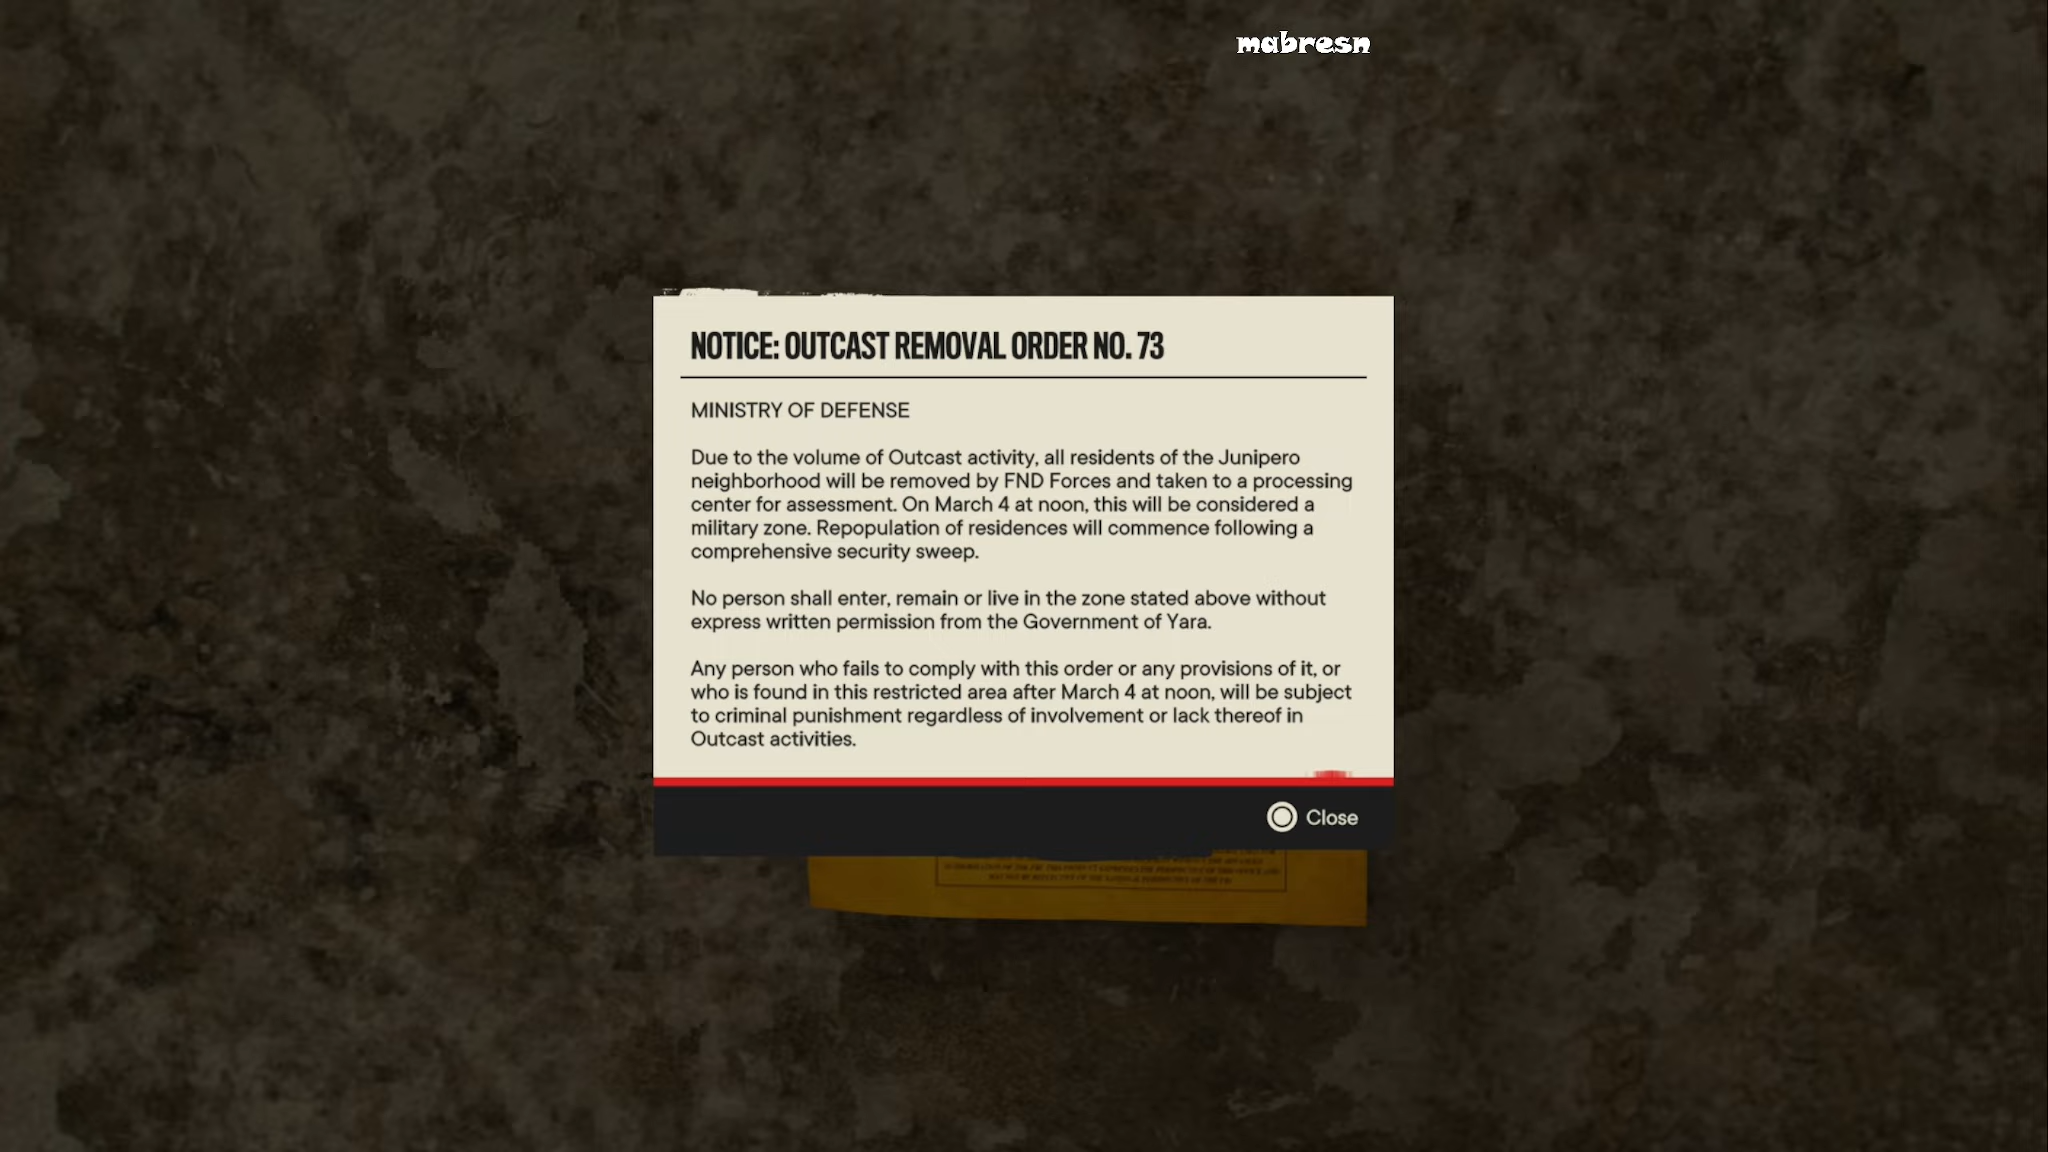 mabresn
NOTICE: OUTCAST REMOVAL ORDER NO. 73
MINISTRY OF DEFENSE
Due to the volume of Outcast activity, all residents of the Junipero
neighborhood will be removed by FND Forces and taken to a processing
center for assessment. On March 4 at noon, this will be considered a
military zone. Repopulation of residences will commence following a
comprehensive security sweep.
No person shall enter, remain or live in the zone stated above without
express written permission from the Government of Yara.
Any person who fails to comply with this order or any provisions of it, or
who is found in this restricted area after March 4 at noon, will be subject
to criminal punishment regardless of involvement or lack thereof in
Outcast activities.
Close